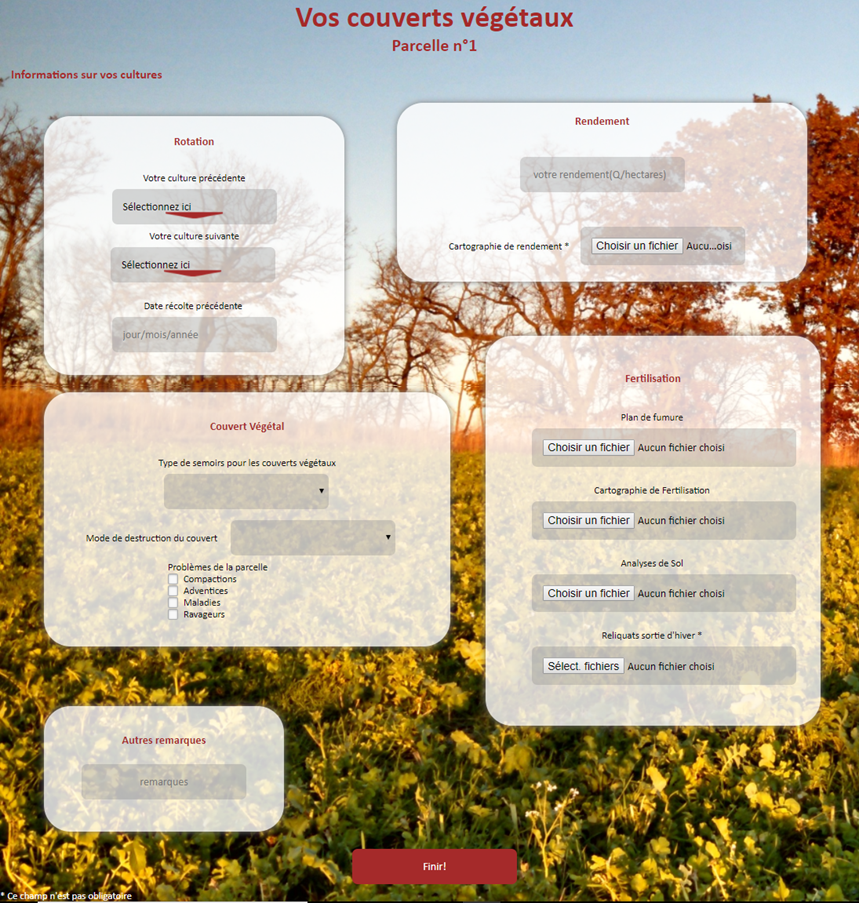 Vos couverts végétaux
Parcelle n°1
Informations sur vos cultures
Rotation
Votre culture précédente
Sélectionnez ici
Votre culture suivante
Sélectionnez ici
Date récolte précédente
jour/mois/année
Rendement
votre rendement(Q/hectares)
Cartographie de rendement * Choisir un fichier Aucu...oisi
Couvert Végétal
Type de semoirs pour les couverts végétaux
Mode de destruction du couvert
Problèmes de la parcelle
Compactions
Adventices
Maladies
Ravageurs
Fertilisation
Plan de fumure
Choisir un fichier Aucun fichier choisi
Cartographie de Fertilisation
Choisir un fichier Aucun fichier choisi
Analyses de Sol
Choisir un fichier Aucun fichier choisi
Reliquats sortie d'hiver *
Sélect. fichiers Aucun fichier choisi
Autres remarques
remarques
Finir!
* Ce champ n'ést pas obligatoire